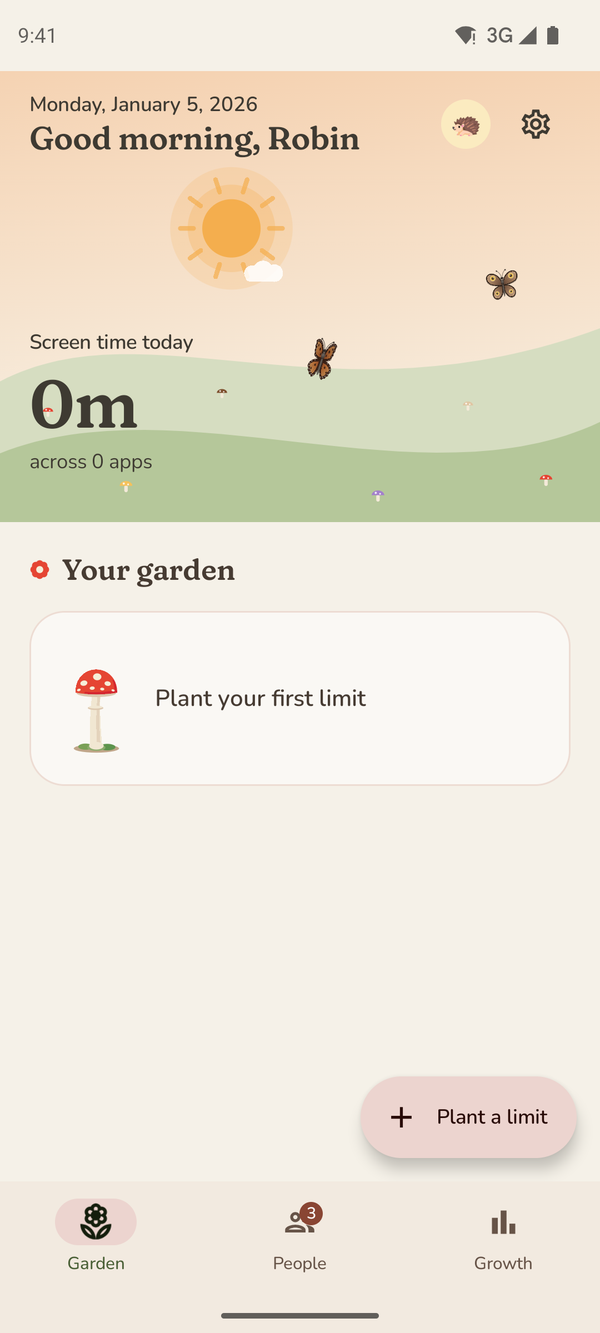 9:41
3G
Monday, January 5, 2026
Good morning, Robin
Screen time today
0m
across 0 apps
Your garden
Plant your first limit
Plant a limit
3
Garden
People
Growth